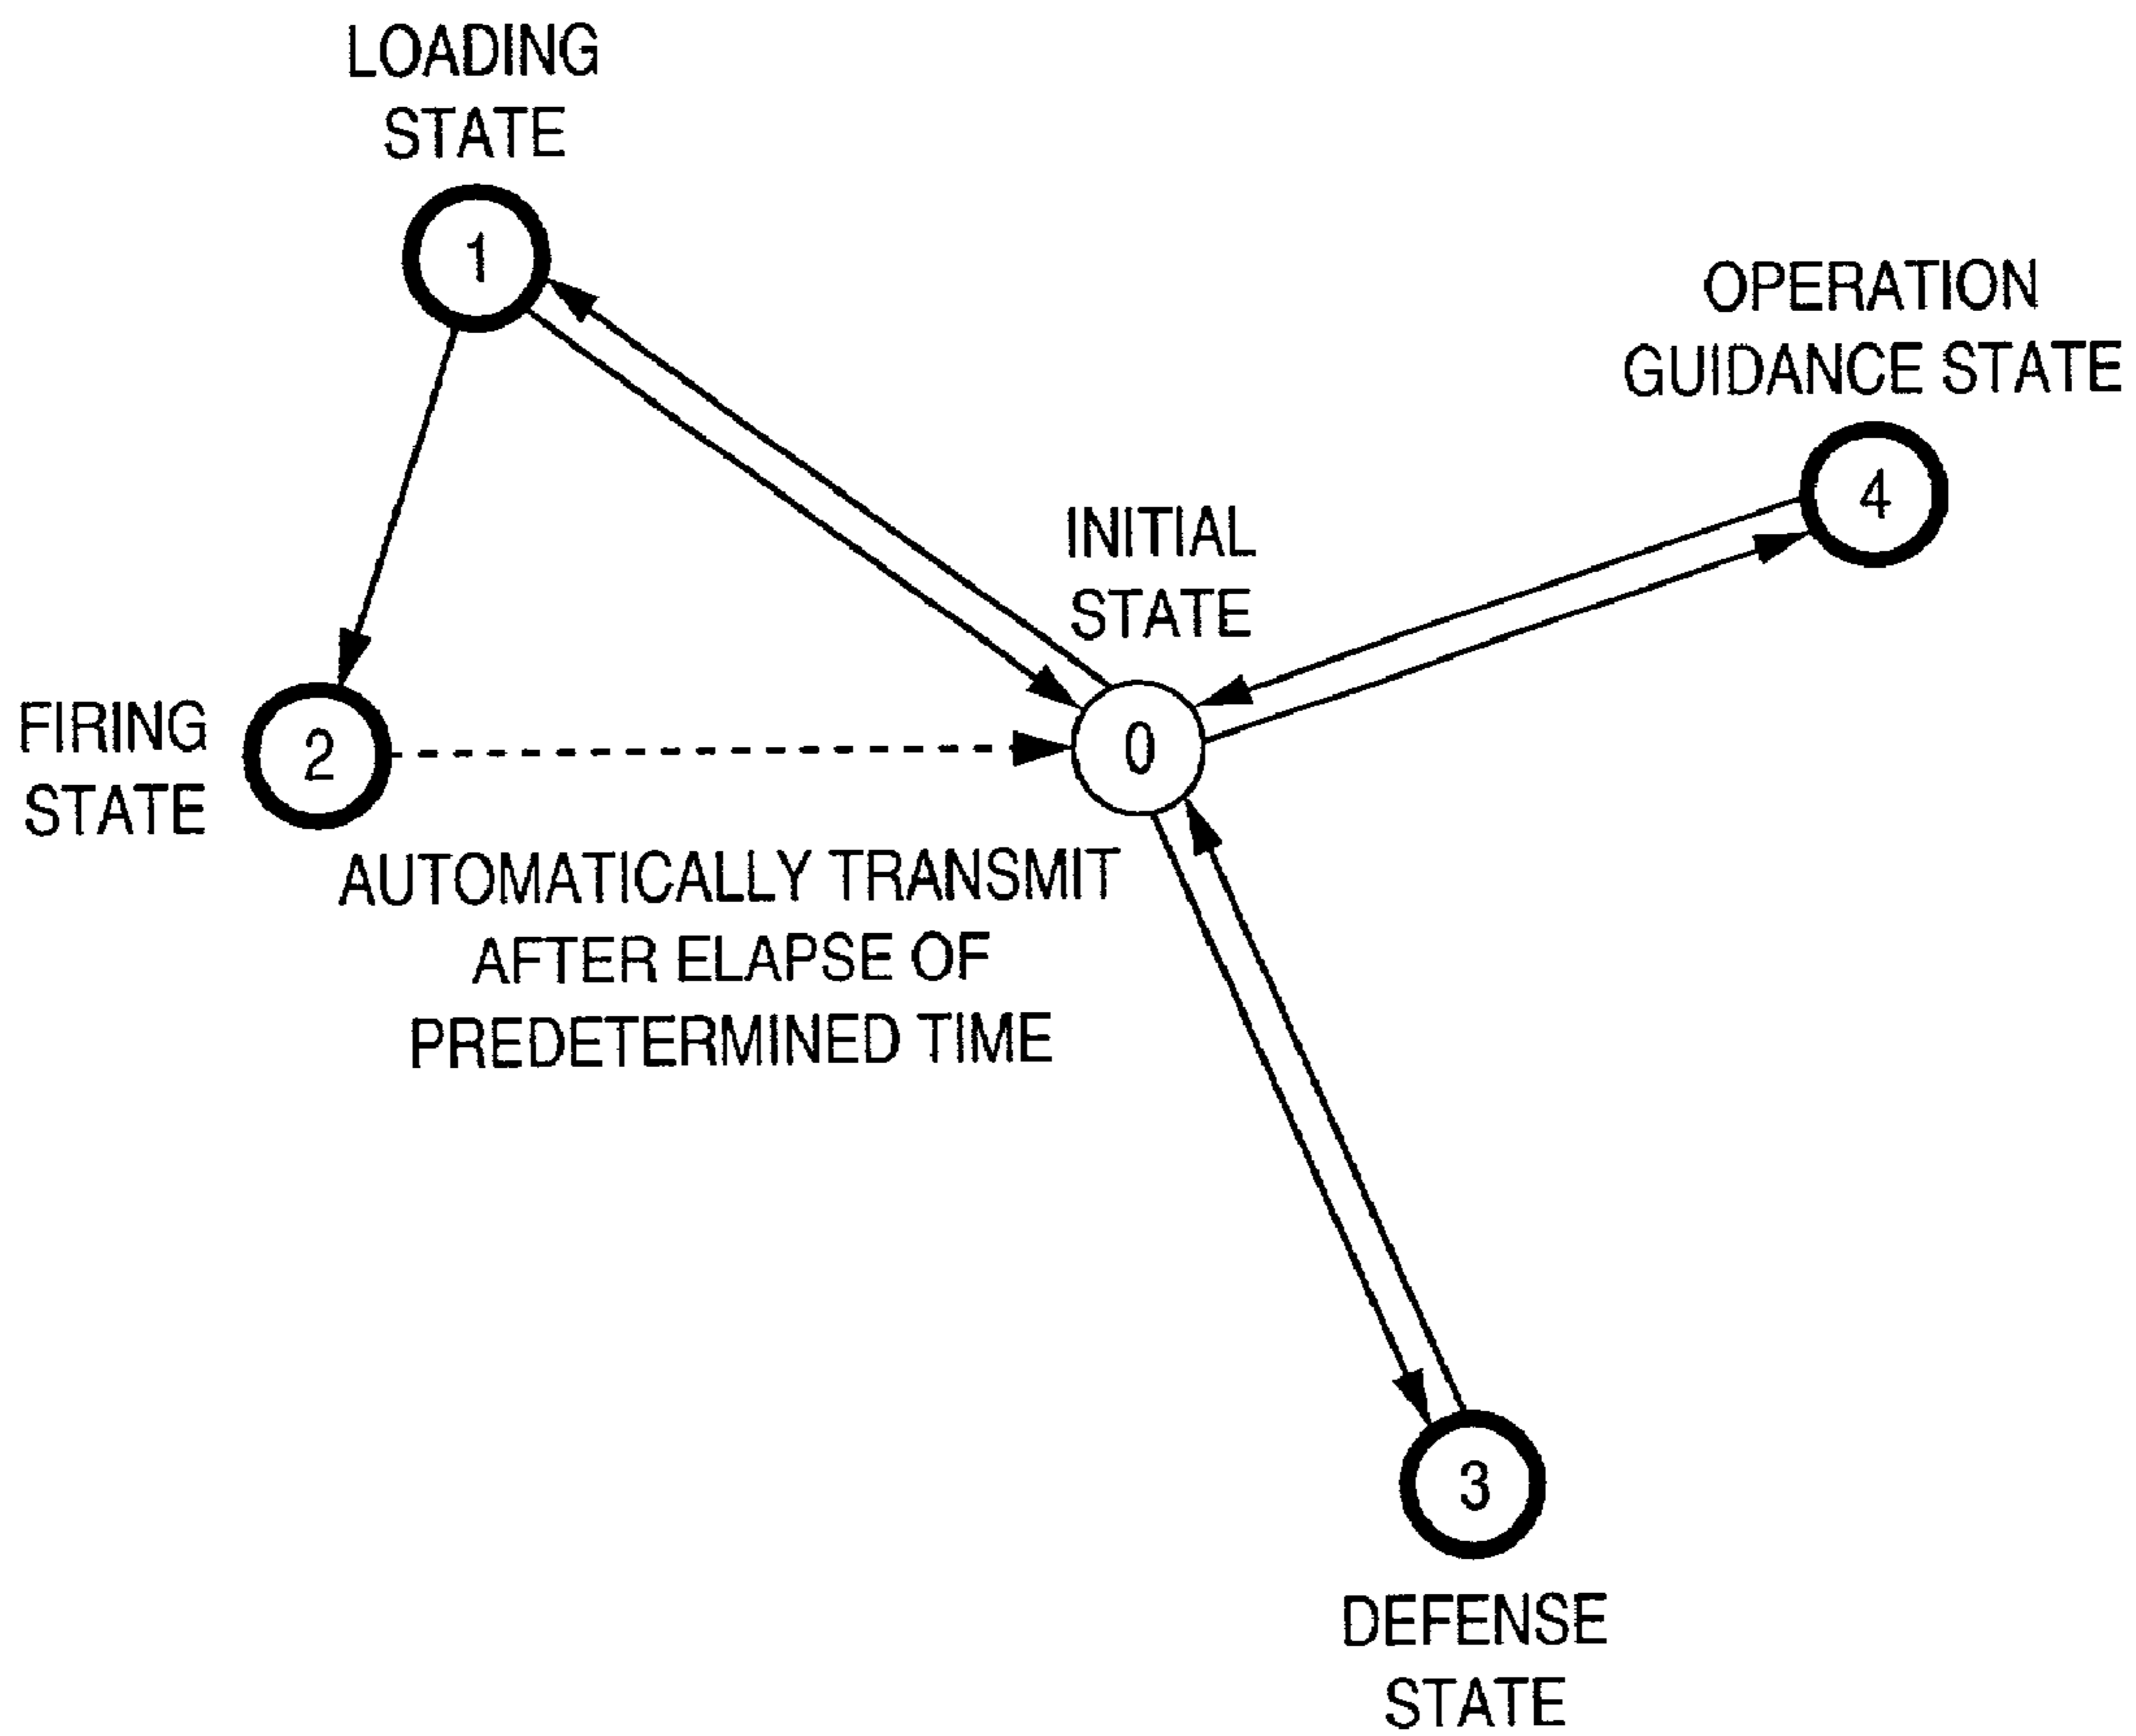 LOADING
STATE
1
OPERATION
GUIDANCE STATE
4
INITIAL
STATE
0
FIRING
STATE
2
AUTOMATICALLY TRANSMIT
AFTER ELAPSE OF
PREDETERMINED TIME
3
DEFENSE
STATE